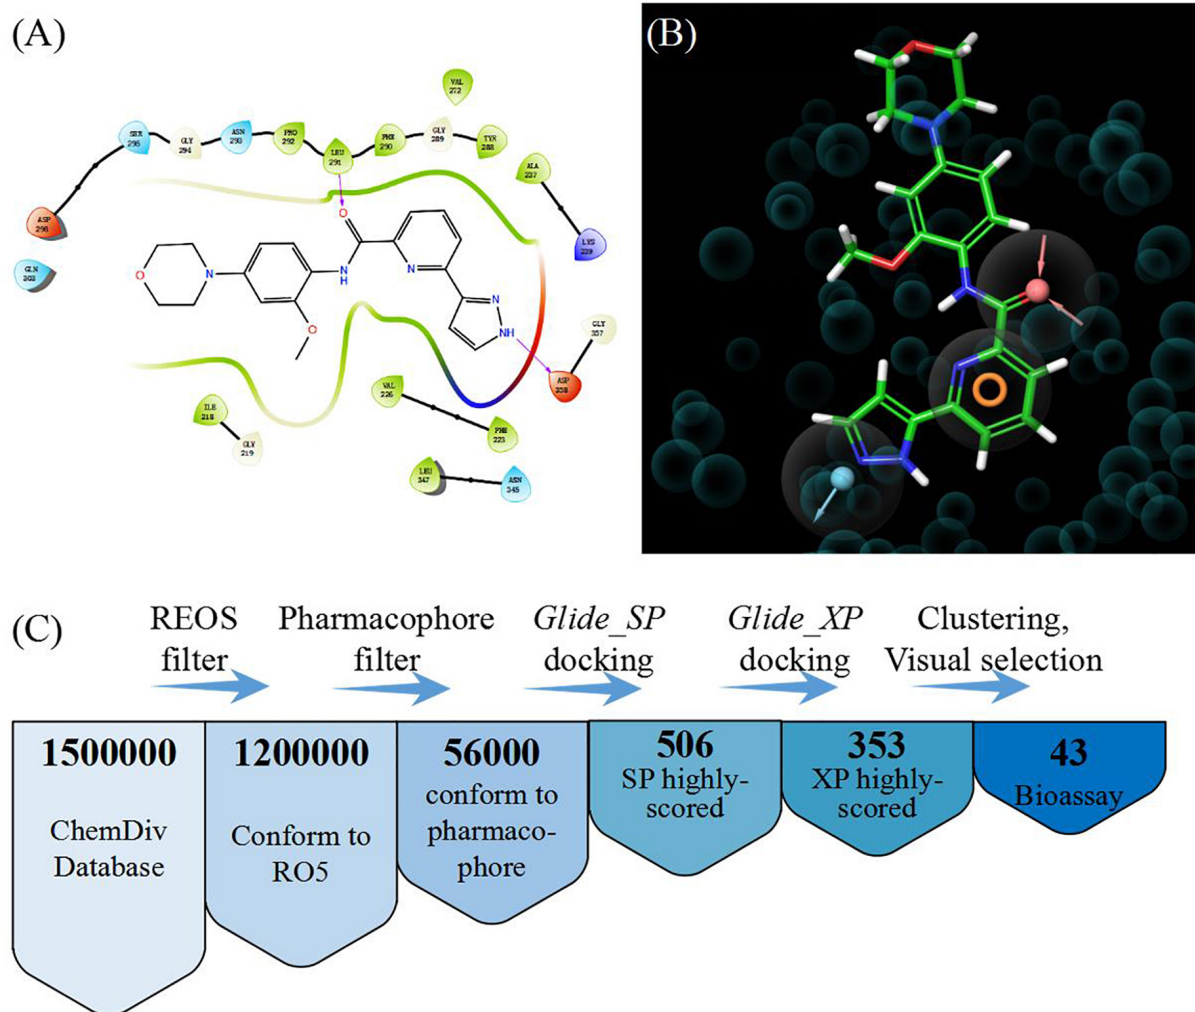 (A)
(B)
VAL
272
SER
295
GLY
294
ASN
293
PRO
292
LEU
291
PHE
290
GLY
289
TYR
288
ALA
237
LYS
239
ASP
298
GLN
303
O
O
N
N
H
N
N
NH
O
GLY
357
ASP
358
VAL
226
PHE
223
ILE
218
GLY
219
LEU
347
ASN
345
(C)
REOS
filter
Pharmacophore
filter
Glide_SP
docking
Glide_XP
docking
Clustering,
Visual selection
1500000
ChemDiv
Database
1200000
Conform to
RO5
56000
conform to
pharmaco-
phore
506
SP highly-
scored
353
XP highly-
scored
43
Bioassay